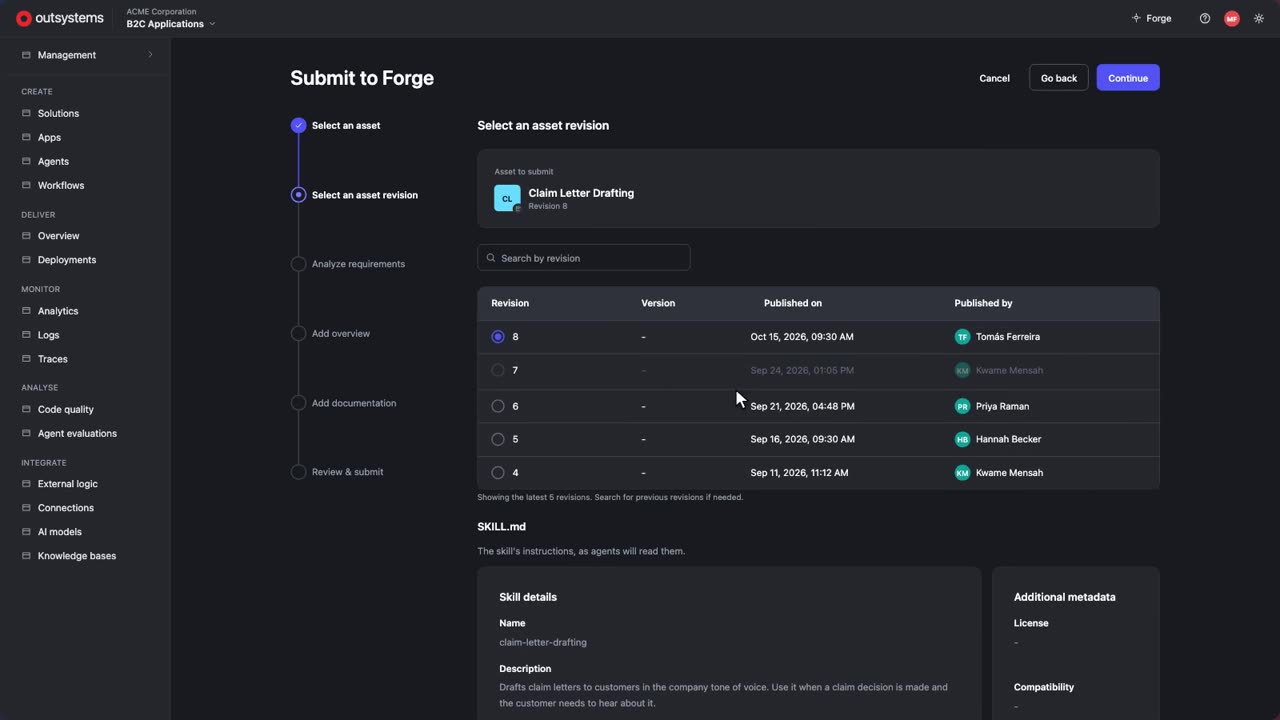 outsystems
ACME Corporation
B2C Applications
Forge
MF
Management
CREATE
Solutions
Apps
Agents
Workflows
DELIVER
Overview
Deployments
MONITOR
Analytics
Logs
Traces
ANALYSE
Code quality
Agent evaluations
INTEGRATE
External logic
Connections
AI models
Knowledge bases
Submit to Forge
Cancel
Go back
Continue
Select an asset
Select an asset revision
Analyze requirements
Add overview
Add documentation
Review & submit
Select an asset revision
Asset to submit
CL
Claim Letter Drafting
Revision 8
Search by revision
Revision Version Published on Published by
8 - Oct 15, 2026, 09:30 AM TF Tomás Ferreira
7 - Sep 24, 2026, 01:05 PM KM Kwame Mensah
6 - Sep 21, 2026, 04:48 PM PR Priya Raman
5 - Sep 16, 2026, 09:30 AM HB Hannah Becker
4 - Sep 11, 2026, 11:12 AM KM Kwame Mensah
Showing the latest 5 revisions. Search for previous revisions if needed.
SKILL.md
The skill's instructions, as agents will read them.
Skill details
Name
claim-letter-drafting
Description
Drafts claim letters to customers in the company tone of voice. Use it when a claim decision is made and
the customer needs to hear about it.
Additional metadata
License
-
Compatibility
-